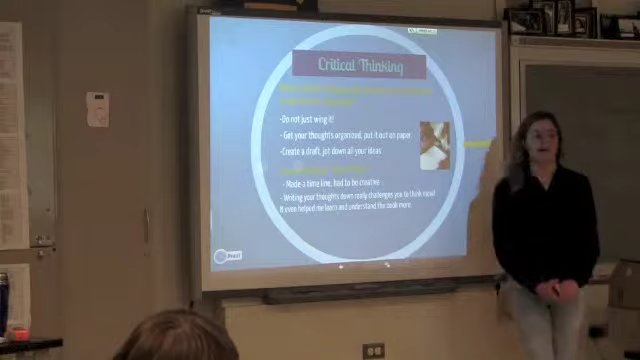 Critical Thinking
-Do not just wing it!
- Get your thoughts organized, put it out on paper
-Create a draft, jot down all your ideas
- Made a time line, had to be creative
- Writing your thoughts down really challenges you to think more!
It even helped me learn and understand the book more
Prezi